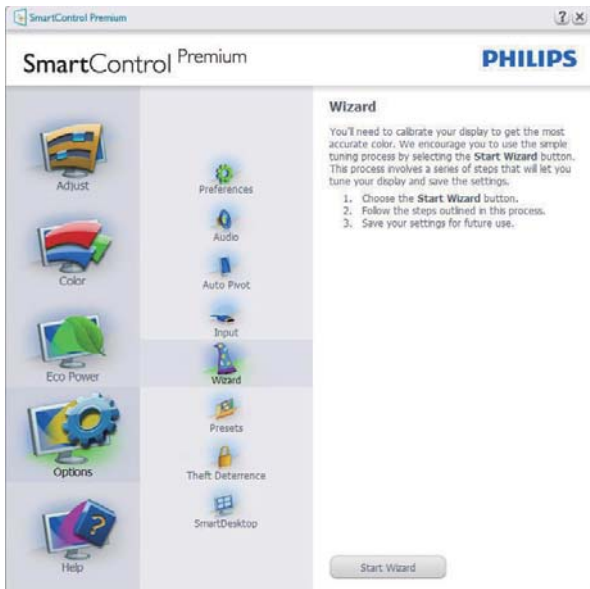 SmartControl Premium
? X
SmartControl Premium
PHILIPS
Adjust
Color
Eco Power
Options
Help
Preferences
Audio
Auto Pivot
Input
Wizard
Presets
Theft Deterrence
SmartDesktop
Wizard
You'll need to calibrate your display to get the most
accurate color. We encourage you to use the simple
tuning process by selecting the Start Wizard button.
This process involves a series of steps that will let you
tune your display and save the settings.
1. Choose the Start Wizard button.
2. Follow the steps outlined in this process.
3. Save your settings for future use.
Start Wizard